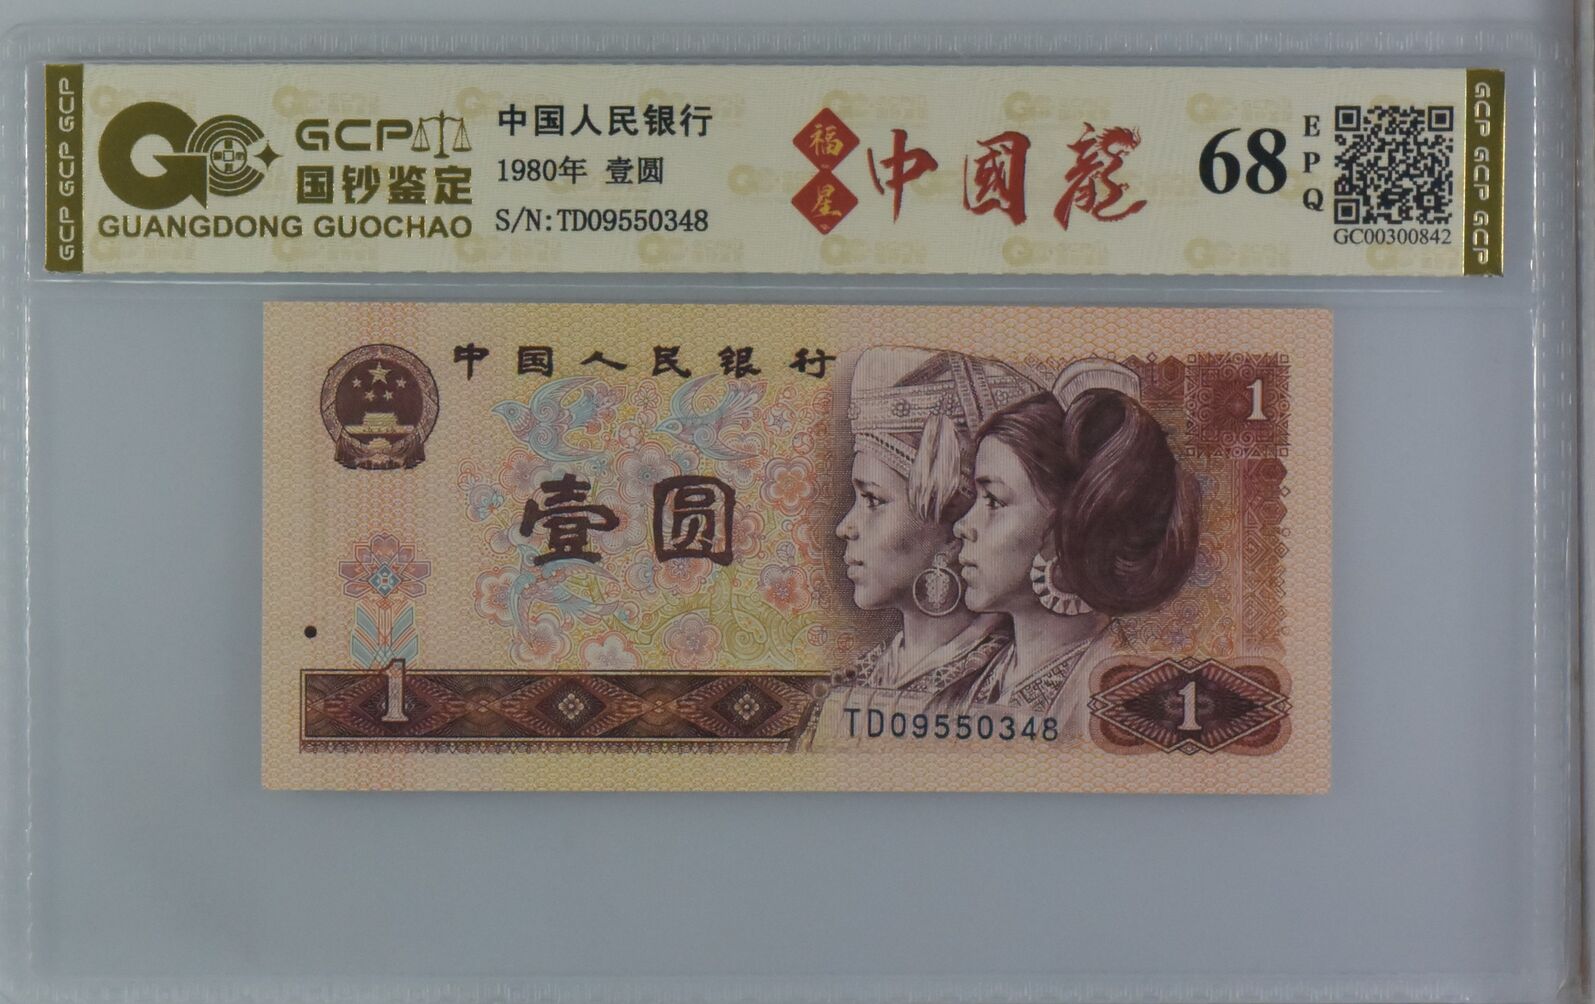 GCP GCP GCP
GCP
国钞鉴定
GUANGDONG GUOCHAO
中国人民银行
1980年 壹圆
S/N:TD09550348
福星
中國龍
68
EPQ
GC00300842
GCP GCP GCP
中国人民银行
1
壹圆
1
TD09550348
1